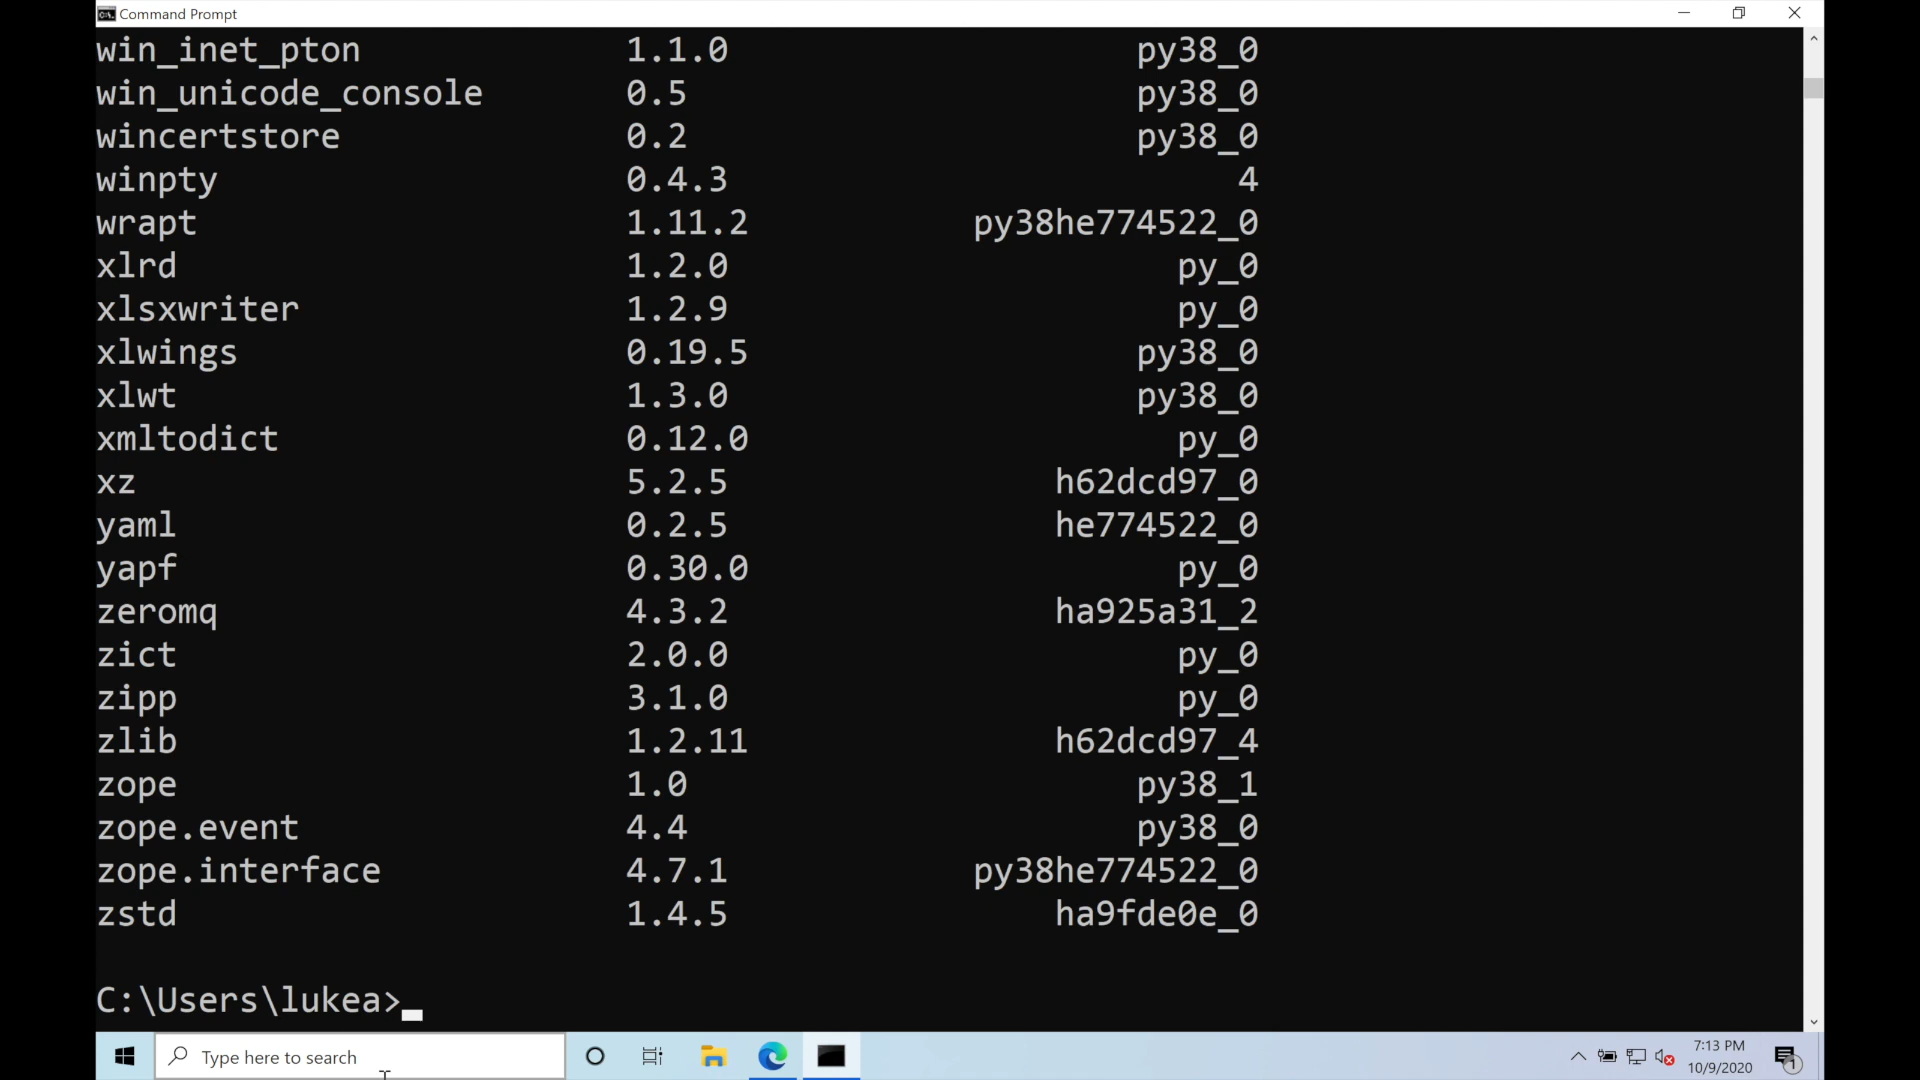 Command Prompt
win_inet_pton 1.1.0 py38_0
win_unicode_console 0.5 py38_0
wincertstore 0.2 py38_0
winpty 0.4.3 4
wrapt 1.11.2 py38he774522_0
xlrd 1.2.0 py_0
xlsxwriter 1.2.9 py_0
xlwings 0.19.5 py38_0
xlwt 1.3.0 py38_0
xmltodict 0.12.0 py_0
xz 5.2.5 h62dcd97_0
yaml 0.2.5 he774522_0
yapf 0.30.0 py_0
zeromq 4.3.2 ha925a31_2
zict 2.0.0 py_0
zipp 3.1.0 py_0
zlib 1.2.11 h62dcd97_4
zope 1.0 py38_1
zope.event 4.4 py38_0
zope.interface 4.7.1 py38he774522_0
zstd 1.4.5 ha9fde0e_0
C:\Users\lukea>
Type here to search
7:13 PM
10/9/2020
1